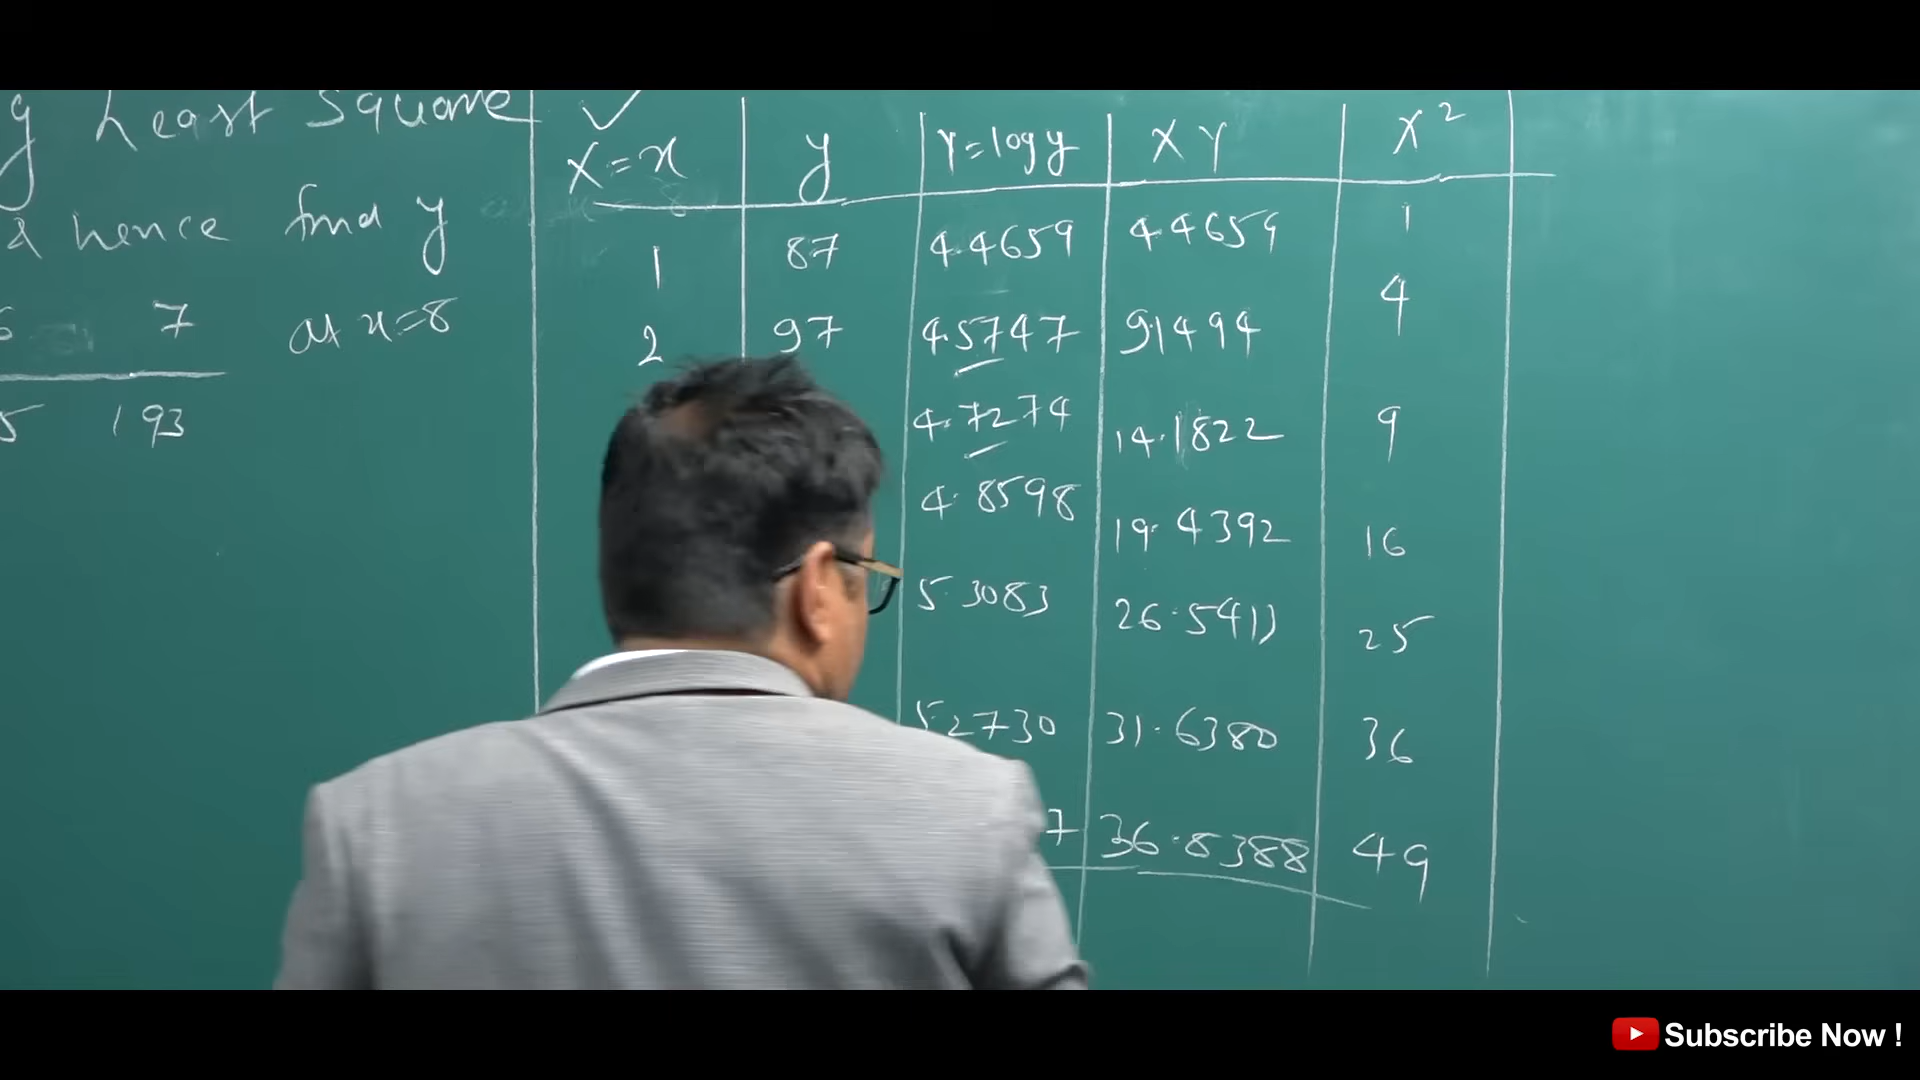 g Least Square
& hence find y
7 at x=8
5 193
X=x y Y=log y XY X²
1 87 4.4659 4.4659 1
2 97 4.5747 9.1494 4
4.7274 14.1822 9
4.8598 19.4392 16
5.3083 26.5411 25
5.2730 31.6380 36
7 36.8388 49
Subscribe Now !